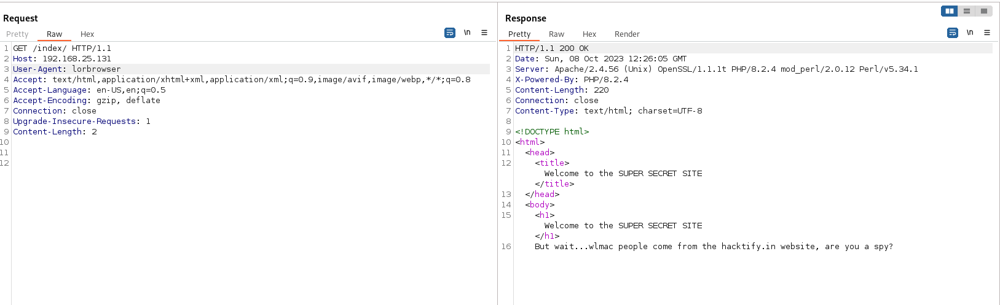 Request
Pretty Raw Hex
\n
1 GET /index/ HTTP/1.1
2 Host: 192.168.25.131
3 User-Agent: lorbrowser
4 Accept: text/html,application/xhtml+xml,application/xml;q=0.9,image/avif,image/webp,*/*;q=0.8
5 Accept-Language: en-US,en;q=0.5
6 Accept-Encoding: gzip, deflate
7 Connection: close
8 Upgrade-Insecure-Requests: 1
9 Content-Length: 2
10
11
12
Response
Pretty Raw Hex Render
\n
1 HTTP/1.1 200 OK
2 Date: Sun, 08 Oct 2023 12:26:05 GMT
3 Server: Apache/2.4.56 (Unix) OpenSSL/1.1.1t PHP/8.2.4 mod_perl/2.0.12 Perl/v5.34.1
4 X-Powered-By: PHP/8.2.4
5 Content-Length: 220
6 Connection: close
7 Content-Type: text/html; charset=UTF-8
8
9 <!DOCTYPE html>
10 <html>
11 <head>
12 <title>
Welcome to the SUPER SECRET SITE
</title>
13 </head>
14 <body>
15 <h1>
Welcome to the SUPER SECRET SITE
</h1>
16 But wait...wlmac people come from the hacktify.in website, are you a spy?